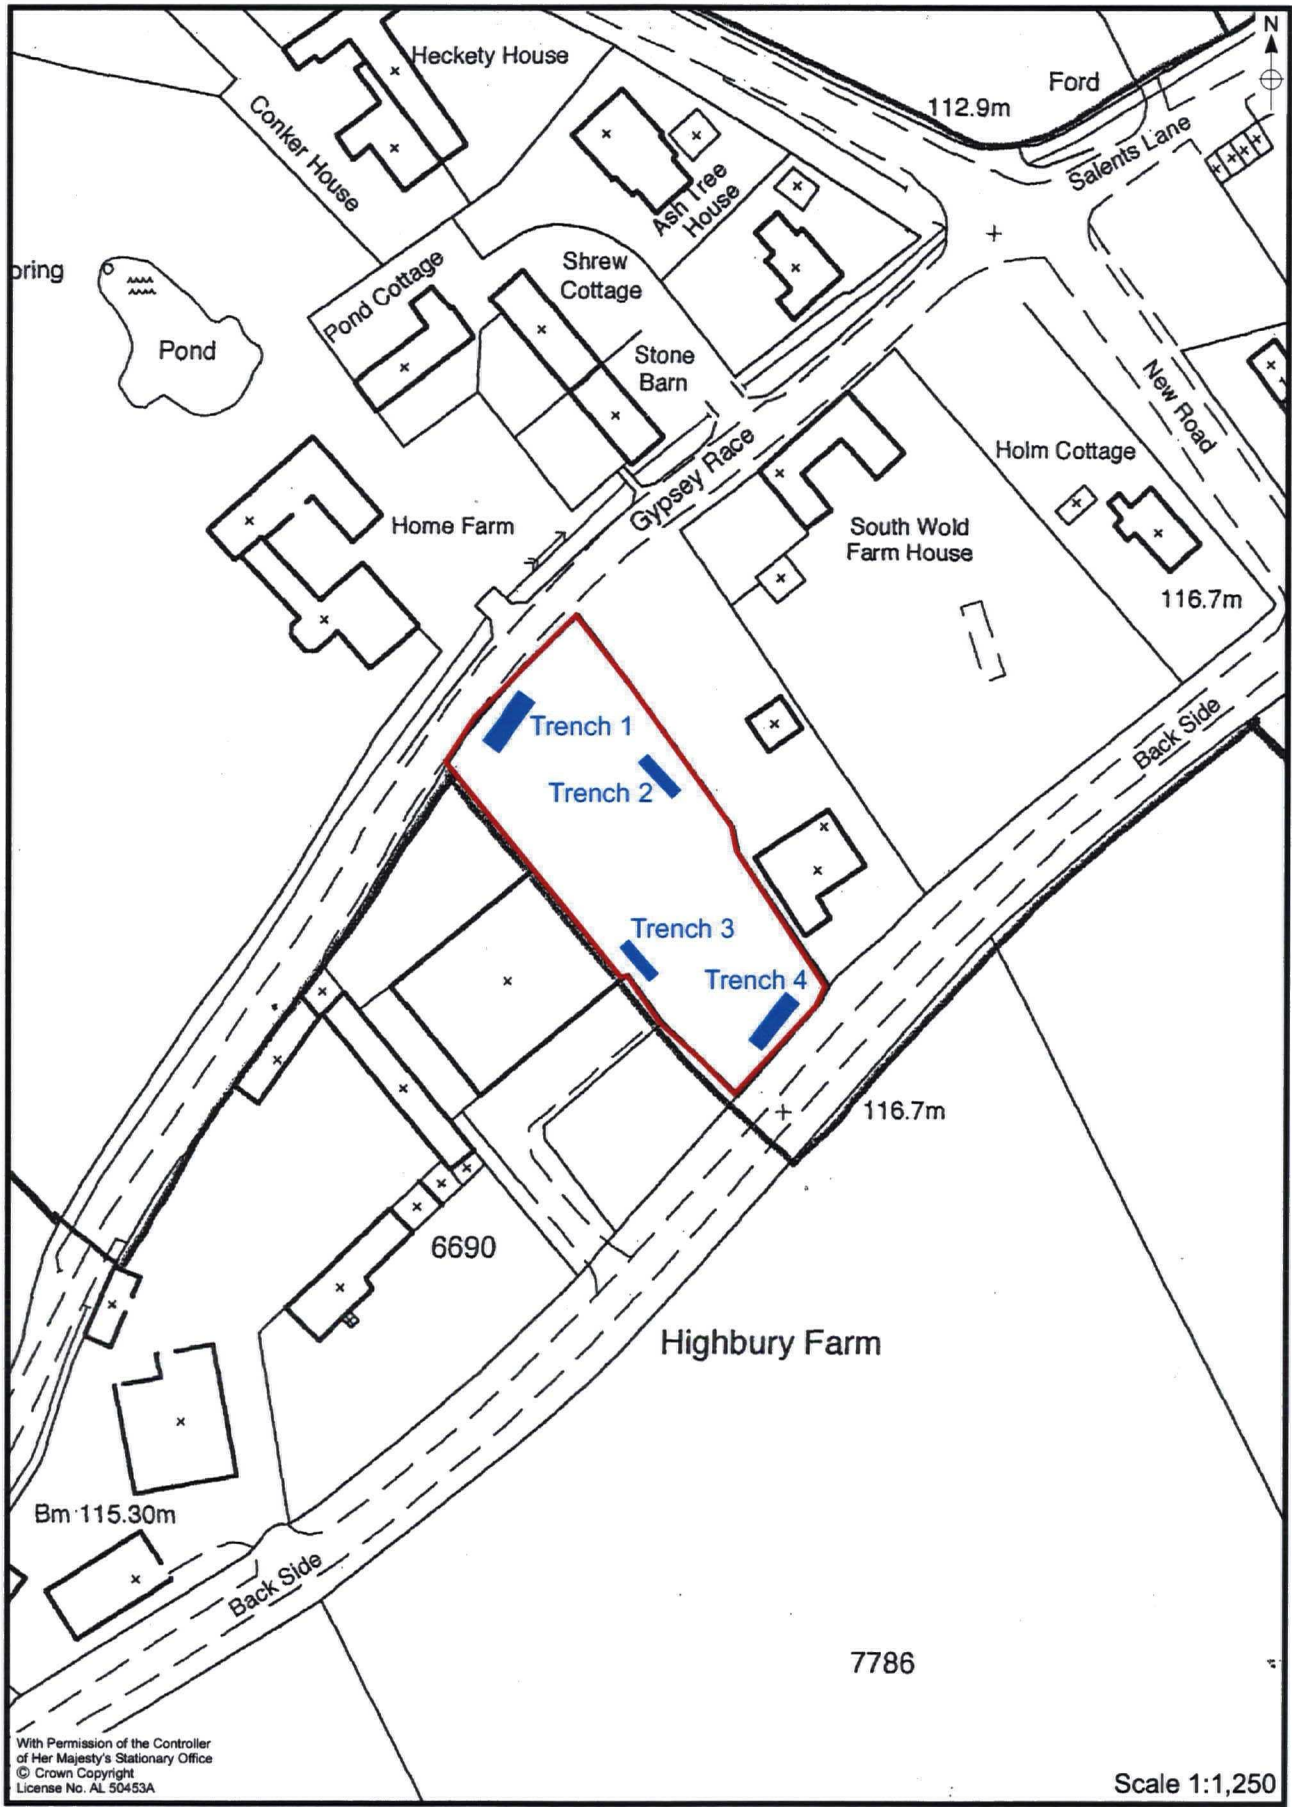 N
Heckety House
Ford
112.9m
Salents Lane
Conker House
Ash Tree
House
Shrew
Cottage
Pond Cottage
Pond
Stone
Barn
New Road
Gypsey Race
Holm Cottage
Home Farm
South Wold
Farm House
116.7m
Trench 1
Back Side
Trench 2
Trench 3
Trench 4
116.7m
6690
Highbury Farm
Bm 115.30m
Back Side
7786
With Permission of the Controller
of Her Majesty's Stationary Office
© Crown Copyright
License No. AL 50453A
Scale 1:1,250